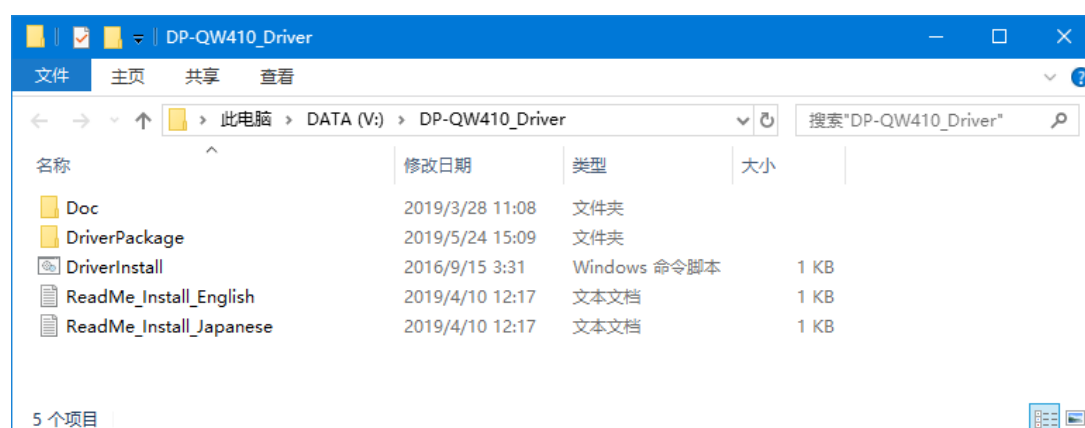 DP-QW410_Driver
文件 主页 共享 查看
此电脑 › DATA (V:) › DP-QW410_Driver 搜索"DP-QW410_Driver"
名称 修改日期 类型 大小
Doc 2019/3/28 11:08 文件夹
DriverPackage 2019/5/24 15:09 文件夹
DriverInstall 2016/9/15 3:31 Windows 命令脚本 1 KB
ReadMe_Install_English 2019/4/10 12:17 文本文档 1 KB
ReadMe_Install_Japanese 2019/4/10 12:17 文本文档 1 KB
5 个项目